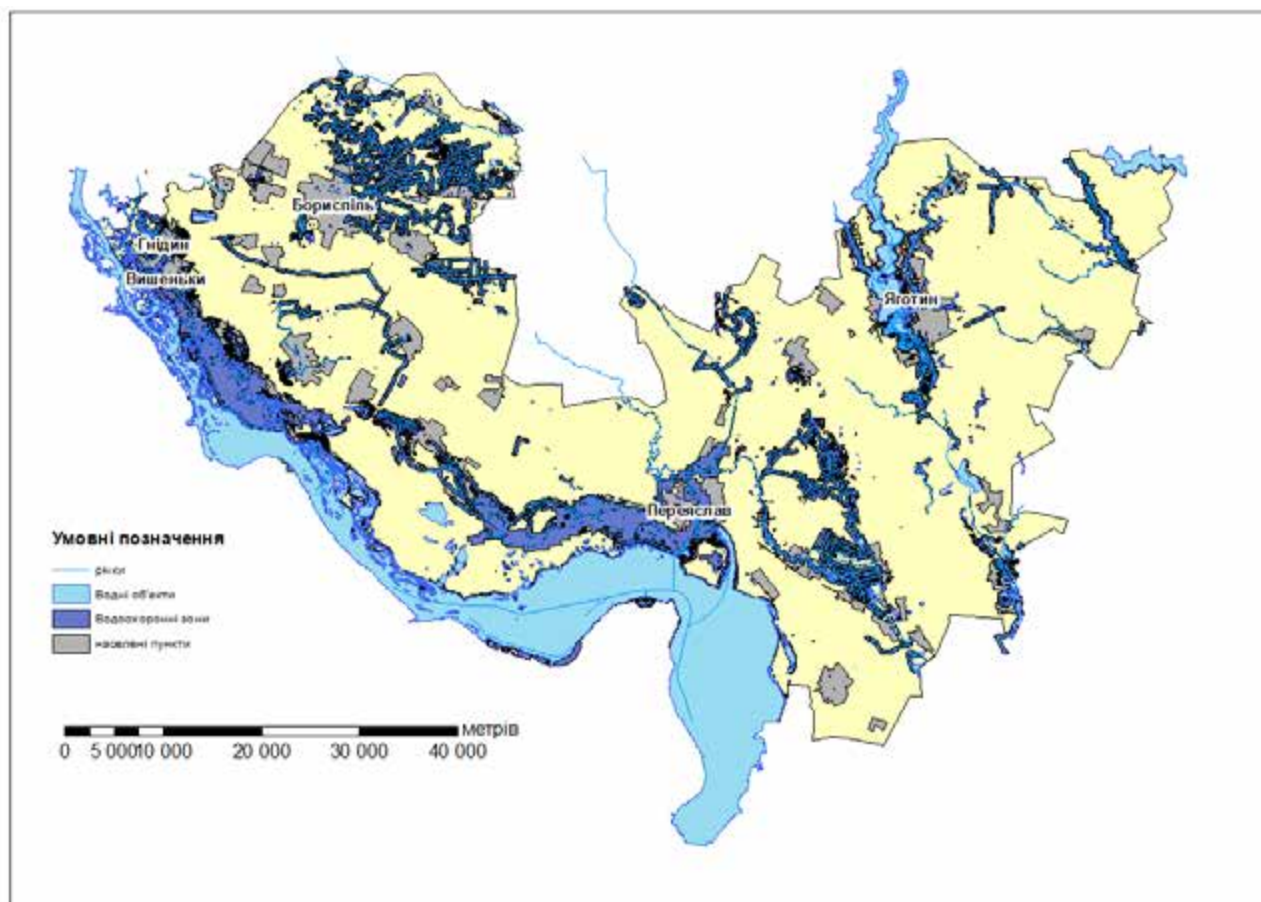 Бориспіль
Гнідин
Вишеньки
Яготин
Переяслав
Умовні позначення
річки
Водні об'єкти
Водоохоронні зони
населені пункти
метрів
0 5 000 10 000 20 000 30 000 40 000